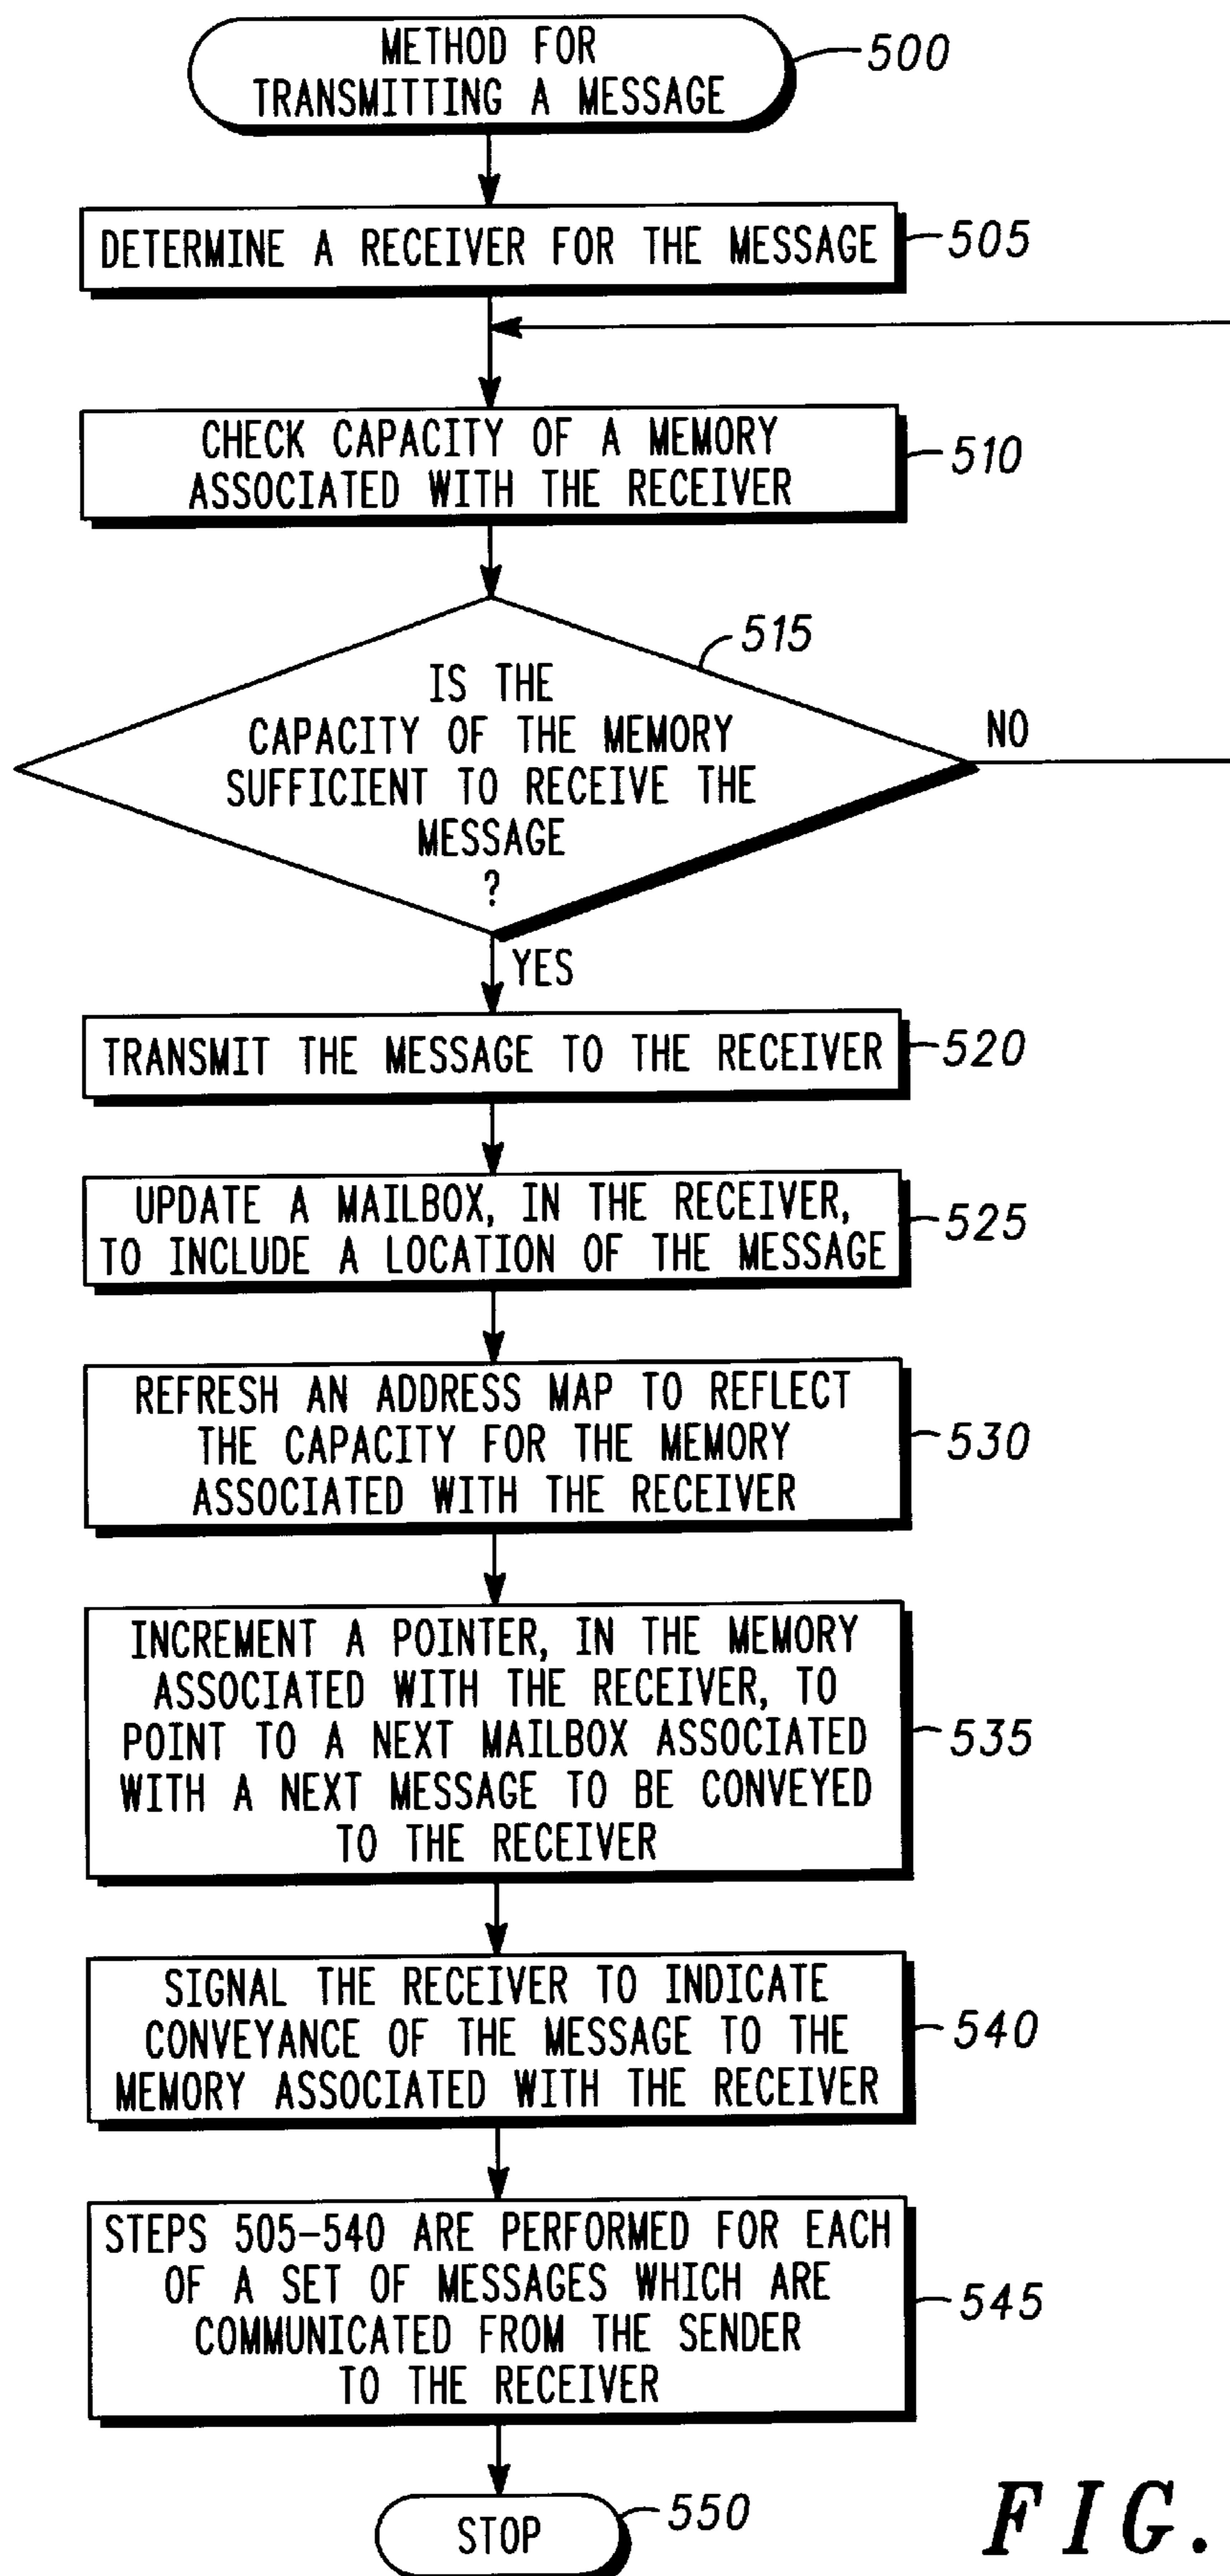 METHOD FOR
TRANSMITTING A MESSAGE
500
DETERMINE A RECEIVER FOR THE MESSAGE
505
CHECK CAPACITY OF A MEMORY
ASSOCIATED WITH THE RECEIVER
510
515
IS THE
CAPACITY OF THE MEMORY
SUFFICIENT TO RECEIVE THE
MESSAGE
?
NO
YES
TRANSMIT THE MESSAGE TO THE RECEIVER
520
UPDATE A MAILBOX, IN THE RECEIVER,
TO INCLUDE A LOCATION OF THE MESSAGE
525
REFRESH AN ADDRESS MAP TO REFLECT
THE CAPACITY FOR THE MEMORY
ASSOCIATED WITH THE RECEIVER
530
INCREMENT A POINTER, IN THE MEMORY
ASSOCIATED WITH THE RECEIVER, TO
POINT TO A NEXT MAILBOX ASSOCIATED
WITH A NEXT MESSAGE TO BE CONVEYED
TO THE RECEIVER
535
SIGNAL THE RECEIVER TO INDICATE
CONVEYANCE OF THE MESSAGE TO THE
MEMORY ASSOCIATED WITH THE RECEIVER
540
STEPS 505-540 ARE PERFORMED FOR EACH
OF A SET OF MESSAGES WHICH ARE
COMMUNICATED FROM THE SENDER
TO THE RECEIVER
545
STOP
550
FIG.